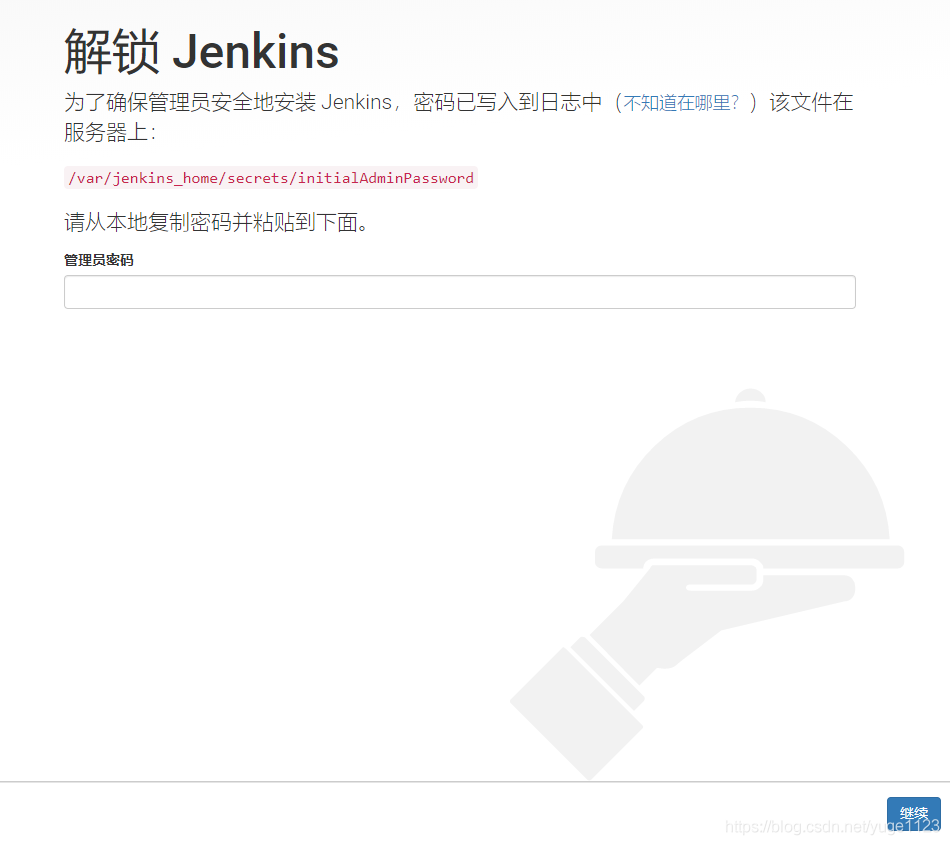 解锁 Jenkins
为了确保管理员安全地安装 Jenkins，密码已写入到日志中（不知道在哪里？）该文件在
服务器上：
/var/jenkins_home/secrets/initialAdminPassword
请从本地复制密码并粘贴到下面。
管理员密码
继续
https://blog.csdn.net/yuge1123